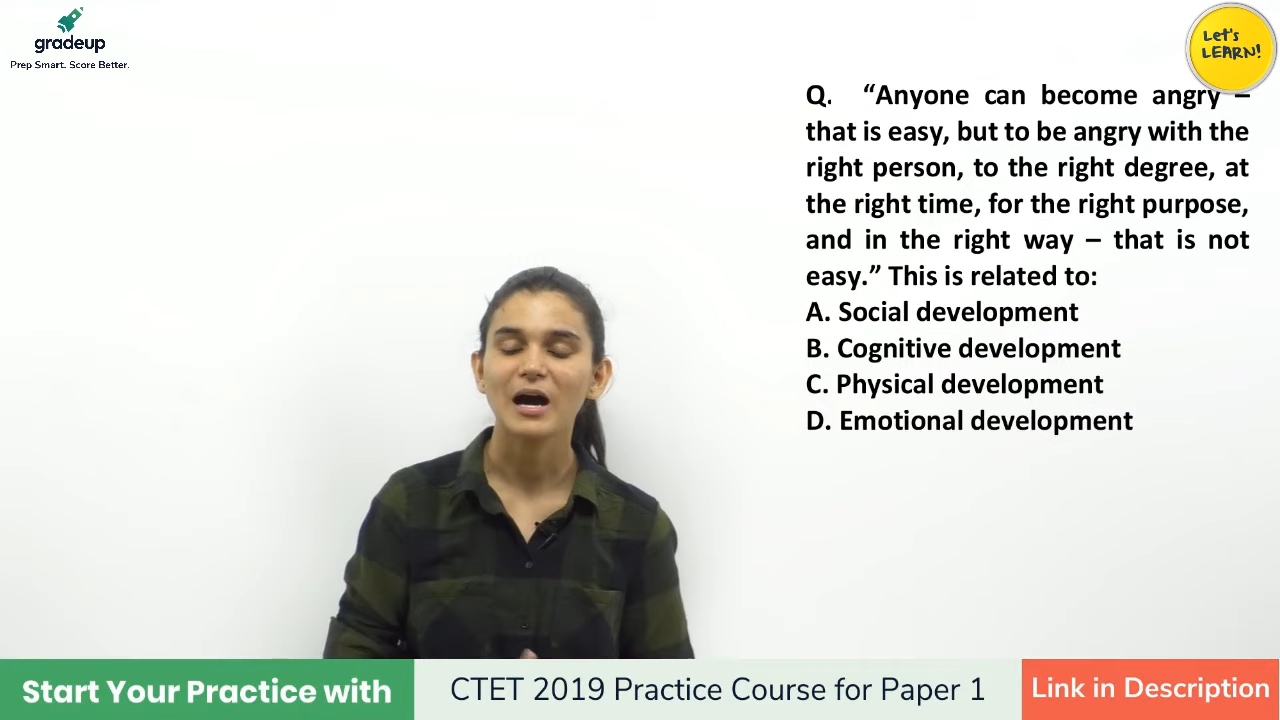 gradeup
Prep Smart. Score Better.
Let's
LEARN!
Q. “Anyone can become angry –
that is easy, but to be angry with the
right person, to the right degree, at
the right time, for the right purpose,
and in the right way – that is not
easy.” This is related to:
A. Social development
B. Cognitive development
C. Physical development
D. Emotional development
Start Your Practice with
CTET 2019 Practice Course for Paper 1
Link in Description